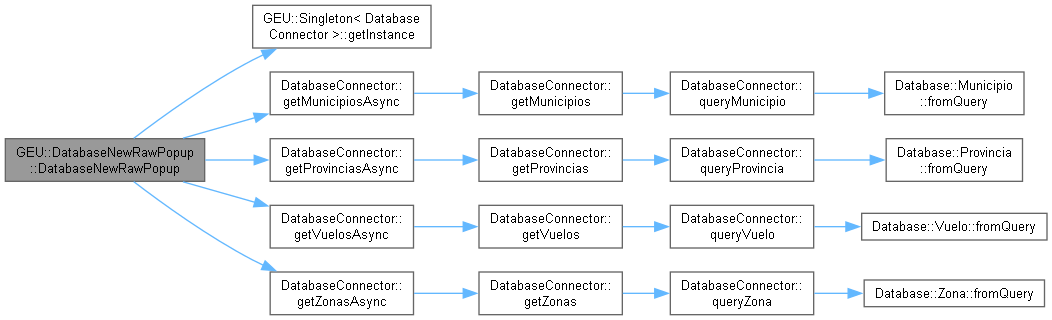 GEU::Singleton< Database
Connector >::getInstance
DatabaseConnector::
getMunicipiosAsync
DatabaseConnector::
getMunicipios
DatabaseConnector::
queryMunicipio
Database::Municipio
::fromQuery
GEU::DatabaseNewRawPopup
::DatabaseNewRawPopup
DatabaseConnector::
getProvinciasAsync
DatabaseConnector::
getProvincias
DatabaseConnector::
queryProvincia
Database::Provincia
::fromQuery
DatabaseConnector::
getVuelosAsync
DatabaseConnector::
getVuelos
DatabaseConnector::
queryVuelo
Database::Vuelo::fromQuery
DatabaseConnector::
getZonasAsync
DatabaseConnector::
getZonas
DatabaseConnector::
queryZona
Database::Zona::fromQuery